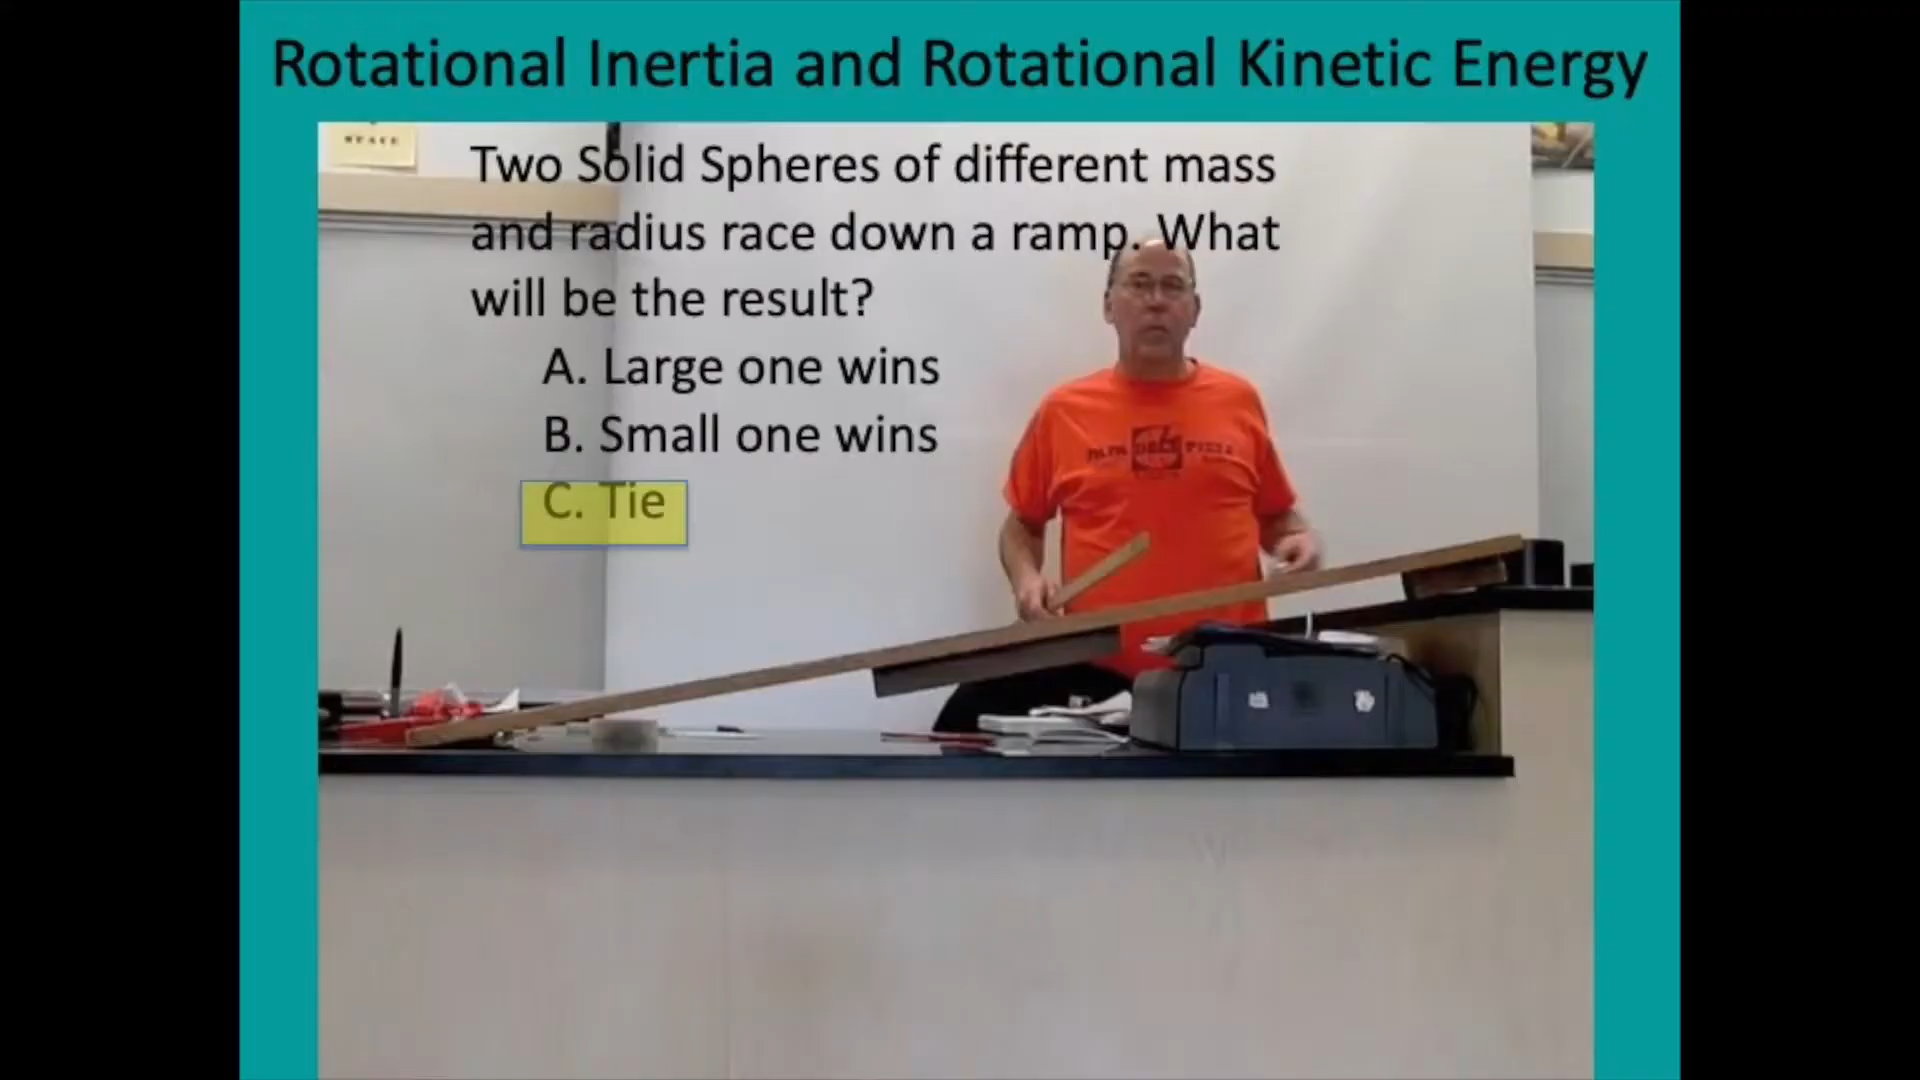 Rotational Inertia and Rotational Kinetic Energy
Two Solid Spheres of different mass
and radius race down a ramp. What
will be the result?
A. Large one wins
B. Small one wins
C. Tie